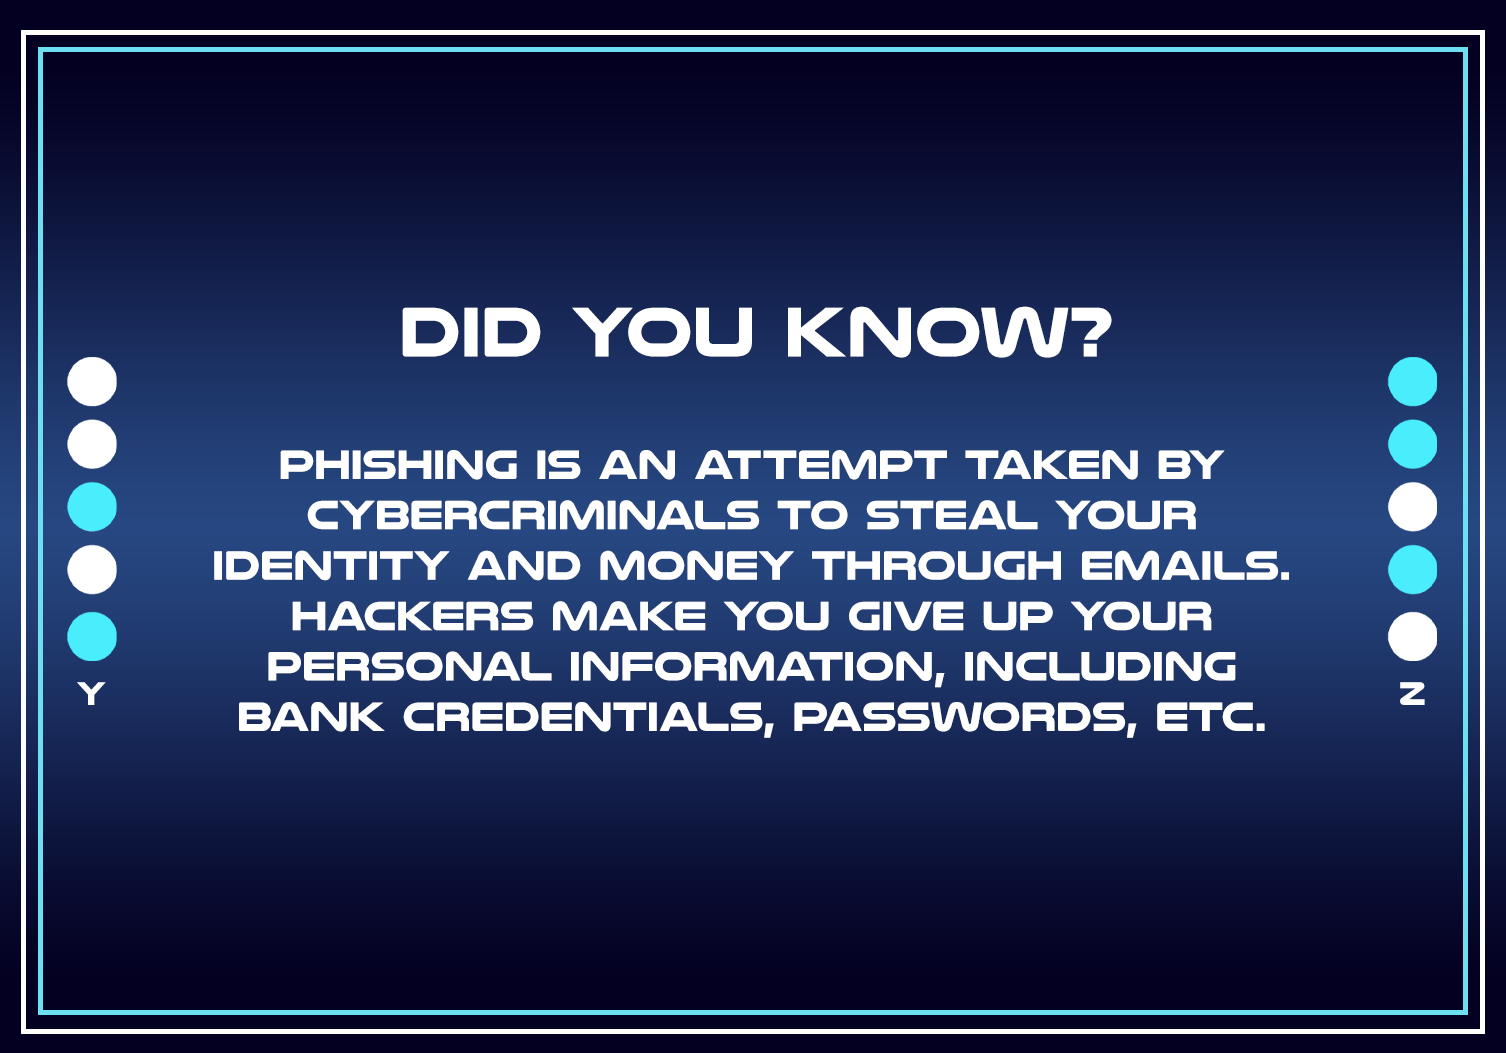 DID YOU KNOW?
PHISHING IS AN ATTEMPT TAKEN BY
CYBERCRIMINALS TO STEAL YOUR
IDENTITY AND MONEY THROUGH EMAILS.
HACKERS MAKE YOU GIVE UP YOUR
PERSONAL INFORMATION, INCLUDING
BANK CREDENTIALS, PASSWORDS, ETC.
Y
Z